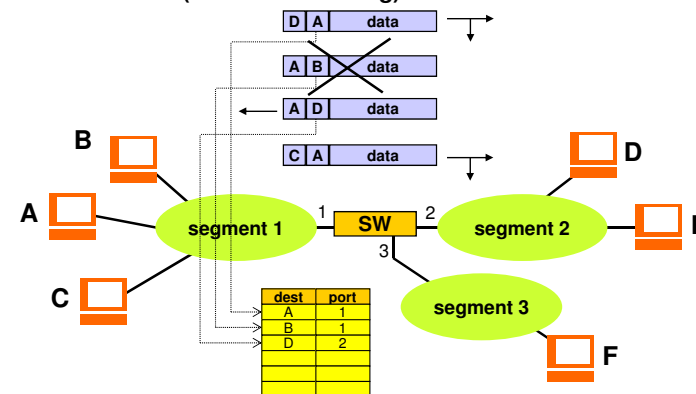 D A data
A B data
A D data
C A data
B
D
A
1
SW
2
segment 1
segment 2
3
C
dest port
A 1
B 1
D 2
segment 3
F